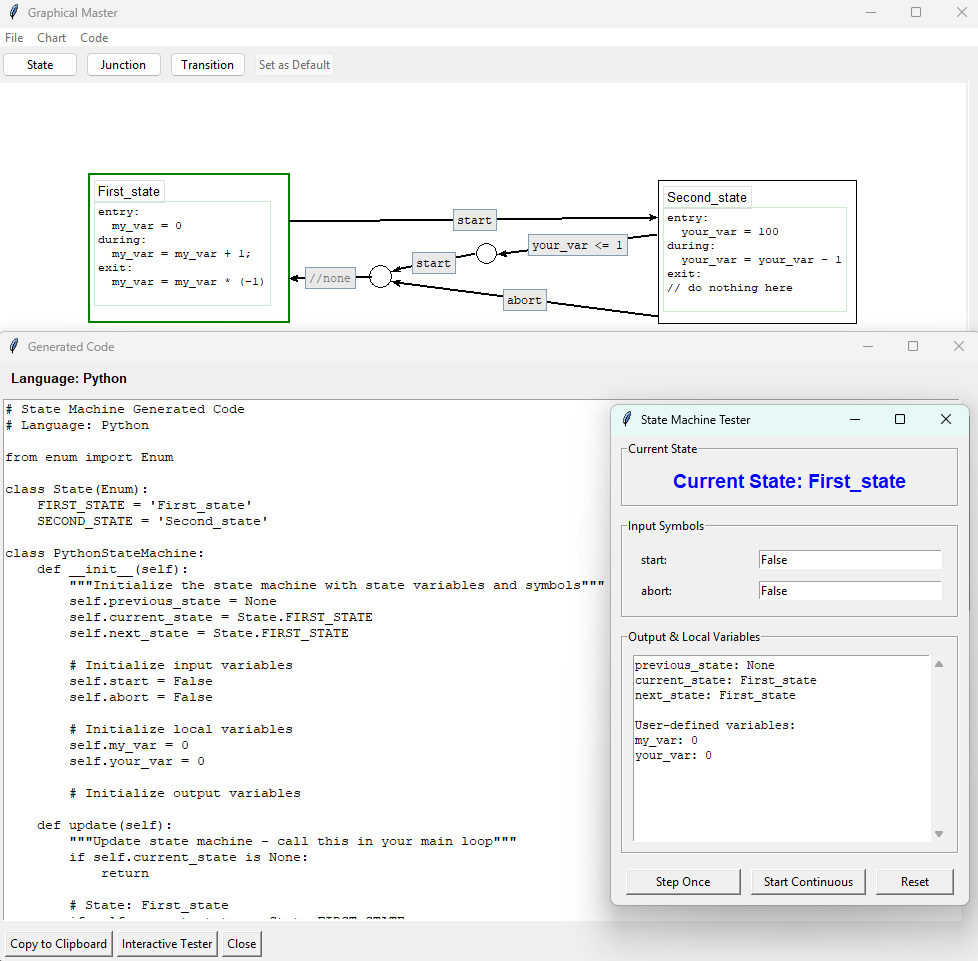 Graphical Master
File Chart Code
State Junction Transition Set as Default
First_state
entry:
  my_var = 0
during:
  my_var = my_var + 1;
exit:
  my_var = my_var * (-1)
start
your_var <= 1
start
//none
abort
Second_state
entry:
  your_var = 100
during:
  your_var = your_var - 1
exit:
// do nothing here
Generated Code
Language: Python
# State Machine Generated Code
# Language: Python
from enum import Enum
class State(Enum):
    FIRST_STATE = 'First_state'
    SECOND_STATE = 'Second_state'
class PythonStateMachine:
    def __init__(self):
        """Initialize the state machine with state variables and symbols"""
        self.previous_state = None
        self.current_state = State.FIRST_STATE
        self.next_state = State.FIRST_STATE
        # Initialize input variables
        self.start = False
        self.abort = False
        # Initialize local variables
        self.my_var = 0
        self.your_var = 0
        # Initialize output variables
    def update(self):
        """Update state machine - call this in your main loop"""
        if self.current_state is None:
            return
        # State: First_state
State Machine Tester
Current State
Current State: First_state
Input Symbols
start: False
abort: False
Output & Local Variables
previous_state: None
current_state: First_state
next_state: First_state
User-defined variables:
my_var: 0
your_var: 0
Step Once Start Continuous Reset
Copy to Clipboard Interactive Tester Close